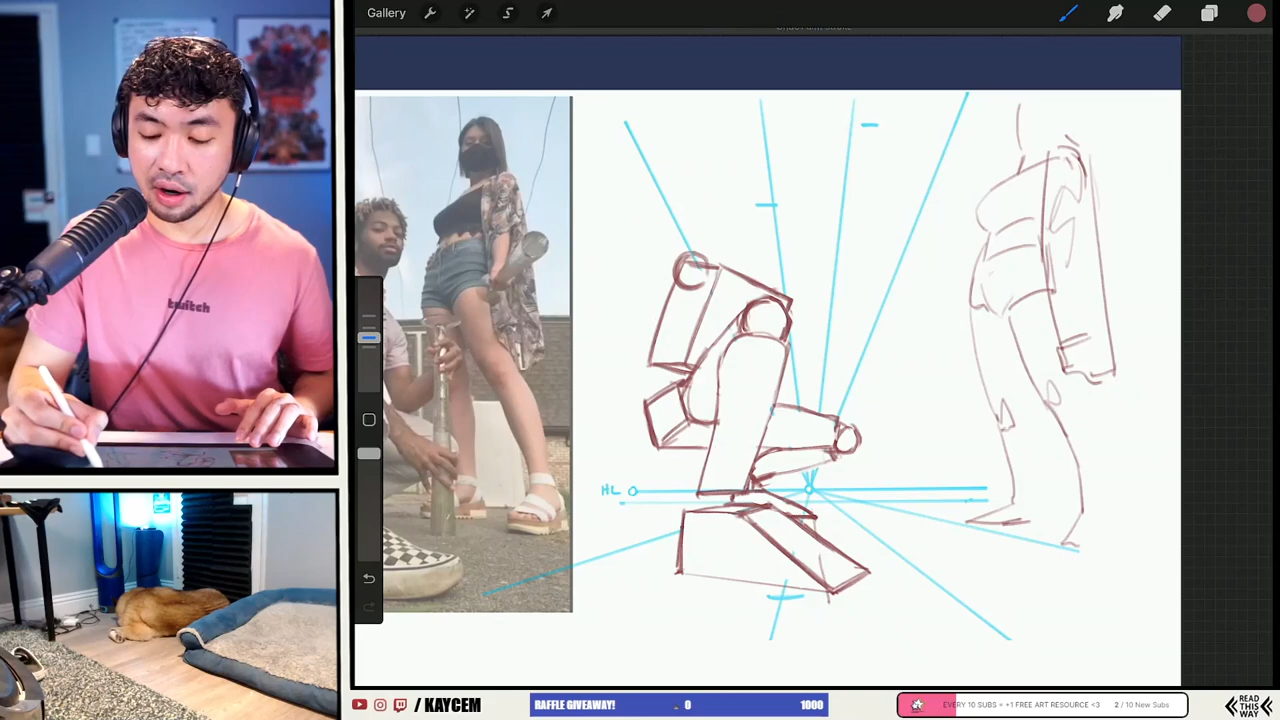 Gallery
twitch
HL
/ KAYCEM
RAFFLE GIVEAWAY!
0
1000
EVERY 10 SUBS = +1 FREE ART RESOURCE <3
2 / 10 New Subs
READ
THIS
WAY